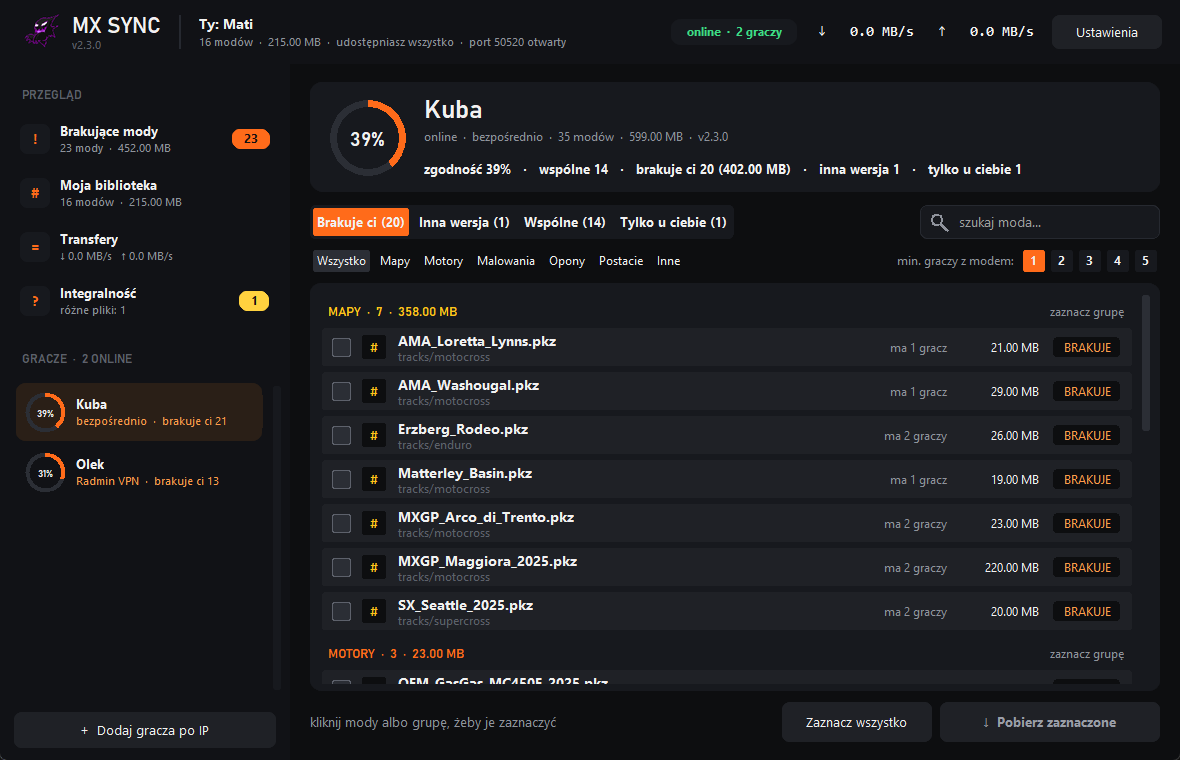 MX SYNC
v2.3.0
Ty: Mati
16 modów · 215.00 MB · udostępniasz wszystko · port 50520 otwarty
online · 2 graczy
↓ 0.0 MB/s ↑ 0.0 MB/s
Ustawienia
PRZEGLĄD
! Brakujące mody
23 mody · 452.00 MB
23
# Moja biblioteka
16 modów · 215.00 MB
= Transfery
↓ 0.0 MB/s ↑ 0.0 MB/s
? Integralność
różne pliki: 1
1
GRACZE · 2 ONLINE
39%
Kuba
bezpośrednio · brakuje ci 21
31%
Olek
Radmin VPN · brakuje ci 13
+ Dodaj gracza po IP
39%
Kuba
online · bezpośrednio · 35 modów · 599.00 MB · v2.3.0
zgodność 39% · wspólne 14 · brakuje ci 20 (402.00 MB) · inna wersja 1 · tylko u ciebie 1
Brakuje ci (20) Inna wersja (1) Wspólne (14) Tylko u ciebie (1)
szukaj moda...
Wszystko Mapy Motory Malowania Opony Postacie Inne
min. graczy z modem: 1 2 3 4 5
MAPY · 7 · 358.00 MB zaznacz grupę
# AMA_Loretta_Lynns.pkz ma 1 gracz 21.00 MB BRAKUJE
tracks/motocross
# AMA_Washougal.pkz ma 1 gracz 29.00 MB BRAKUJE
tracks/motocross
# Erzberg_Rodeo.pkz ma 2 graczy 26.00 MB BRAKUJE
tracks/enduro
# Matterley_Basin.pkz ma 1 gracz 19.00 MB BRAKUJE
tracks/motocross
# MXGP_Arco_di_Trento.pkz ma 2 graczy 23.00 MB BRAKUJE
tracks/motocross
# MXGP_Maggiora_2025.pkz ma 2 graczy 220.00 MB BRAKUJE
tracks/motocross
# SX_Seattle_2025.pkz ma 2 graczy 20.00 MB BRAKUJE
tracks/supercross
MOTORY · 3 · 23.00 MB zaznacz grupę
OEM_GasGas_MC450F_2025.pkz
kliknij mody albo grupę, żeby je zaznaczyć
Zaznacz wszystko
↓ Pobierz zaznaczone